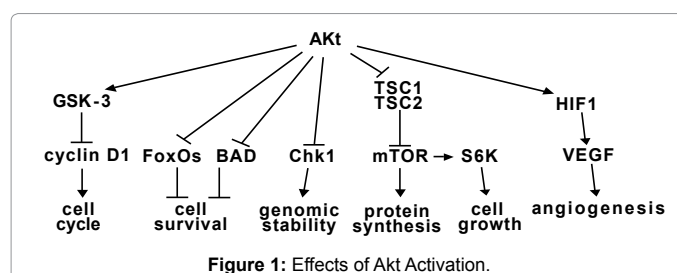 AKt
TSC1
TSC2
GSK-3
HIF1
cyclin D1 FoxOs BAD Chk1 mTOR S6K VEGF
cell
cycle
cell
survival
genomic
stability
protein
synthesis
cell
growth
angiogenesis
Figure 1: Effects of Akt Activation.